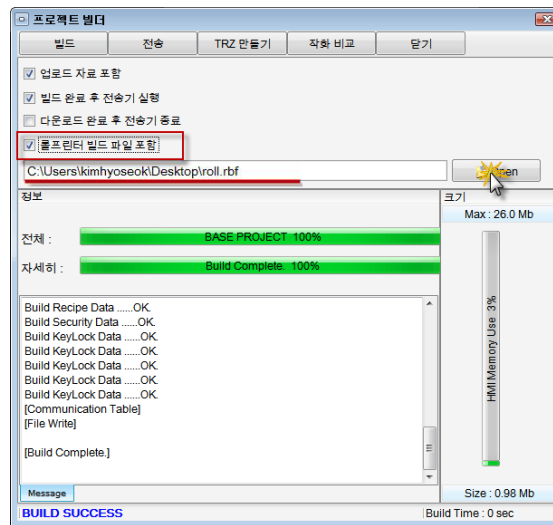 프로젝트 빌더
빌드 전송 TRZ 만들기 작화 비교 닫기
업로드 자료 포함
빌드 완료 후 전송기 실행
다운로드 완료 후 전송기 종료
롤프린터 빌드 파일 포함
C:\Users\kimhyoseok\Desktop\roll.rbf
정보
크기
Max : 26.0 Mb
전체 : BASE PROJECT 100%
자세히 : Build Complete. 100%
Build Recipe Data ......OK.
Build Security Data ......OK.
Build KeyLock Data ......OK.
Build KeyLock Data ......OK.
Build KeyLock Data ......OK.
Build KeyLock Data ......OK.
Build KeyLock Data ......OK.
[Communication Table]
[File Write]
[Build Complete.]
HMI Memory Use 3%
Message
Size : 0.98 Mb
BUILD SUCCESS
Build Time : 0 sec